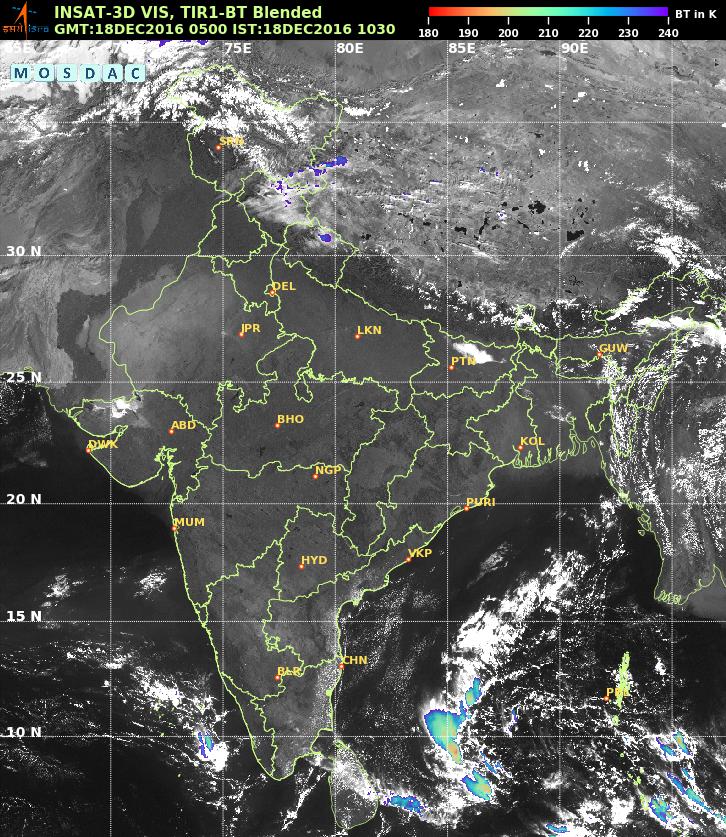 INSAT-3D VIS, TIR1-BT Blended
GMT:18DEC2016 0500 IST:18DEC2016 1030
BT in K
180 190 200 210 220 230 240
65E 75E 80E 85E 90E
MOSDAC
SRN
30 N
DEL
JPR LKN
PTN GUW
25 N
ABD BHO
DWK KOL
NGP
20 N
PURI
MUM
HYD VKP
15 N
BLR CHN
10 N